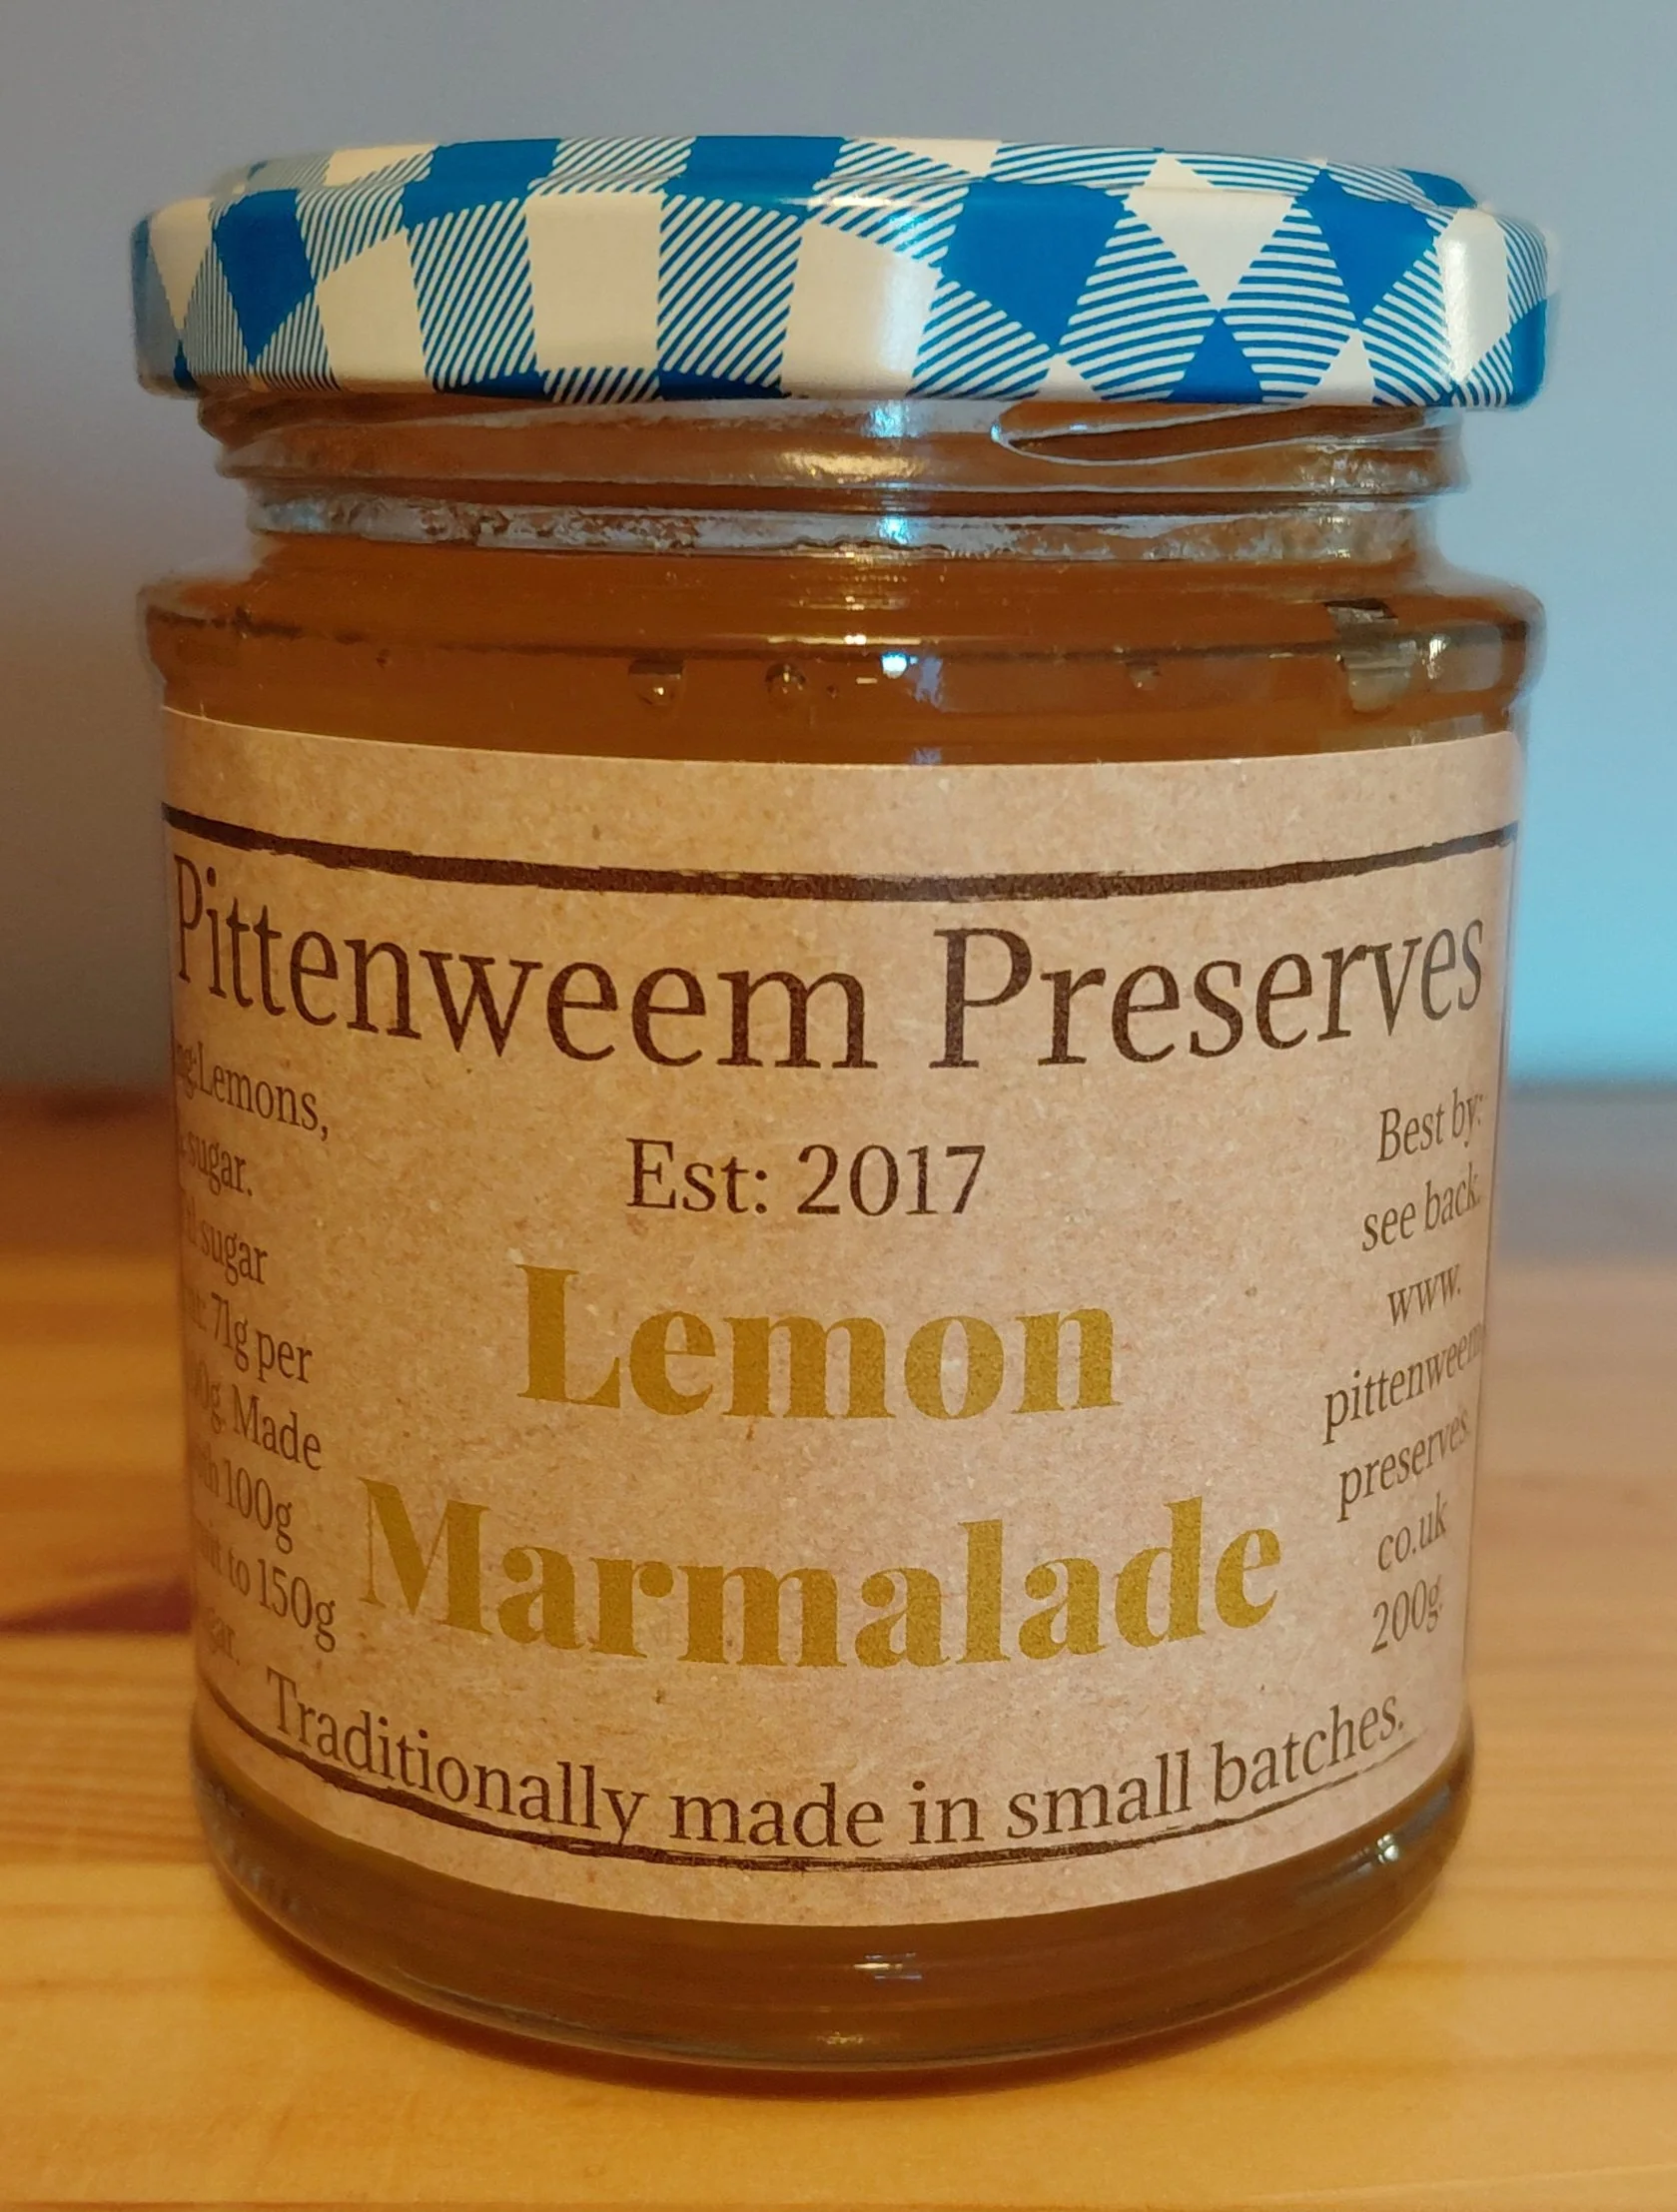 Pittenweem Preserves
Est: 2017
Lemon
Marmalade
Traditionally made in small batches.
Lemons,
sugar.
sugar
71g per
Made
100g
to 150g
Best by:
see back.
www.
pittenweem
preserves.
co.uk
200g.